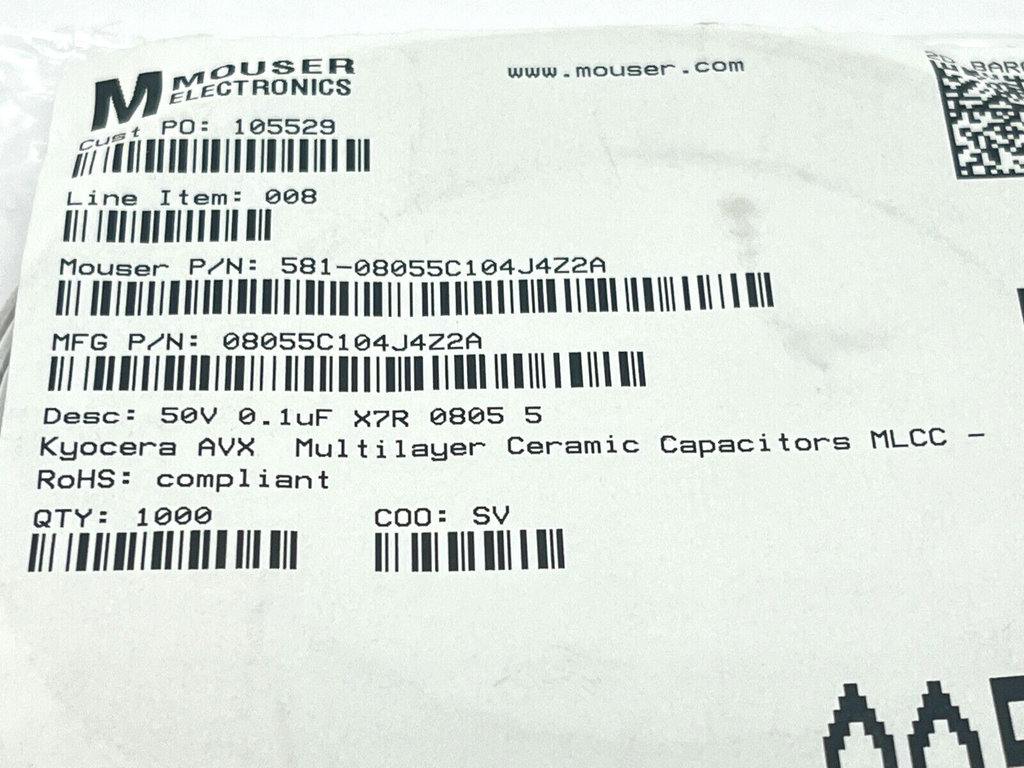 MOUSER
ELECTRONICS
www.mouser.com
Cust PO: 105529
Line Item: 008
Mouser P/N: 581-08055C104J4Z2A
MFG P/N: 08055C104J4Z2A
Desc: 50V 0.1uF X7R 0805 5
Kyocera AVX Multilayer Ceramic Capacitors MLCC -
RoHS: compliant
QTY: 1000 COO: SV